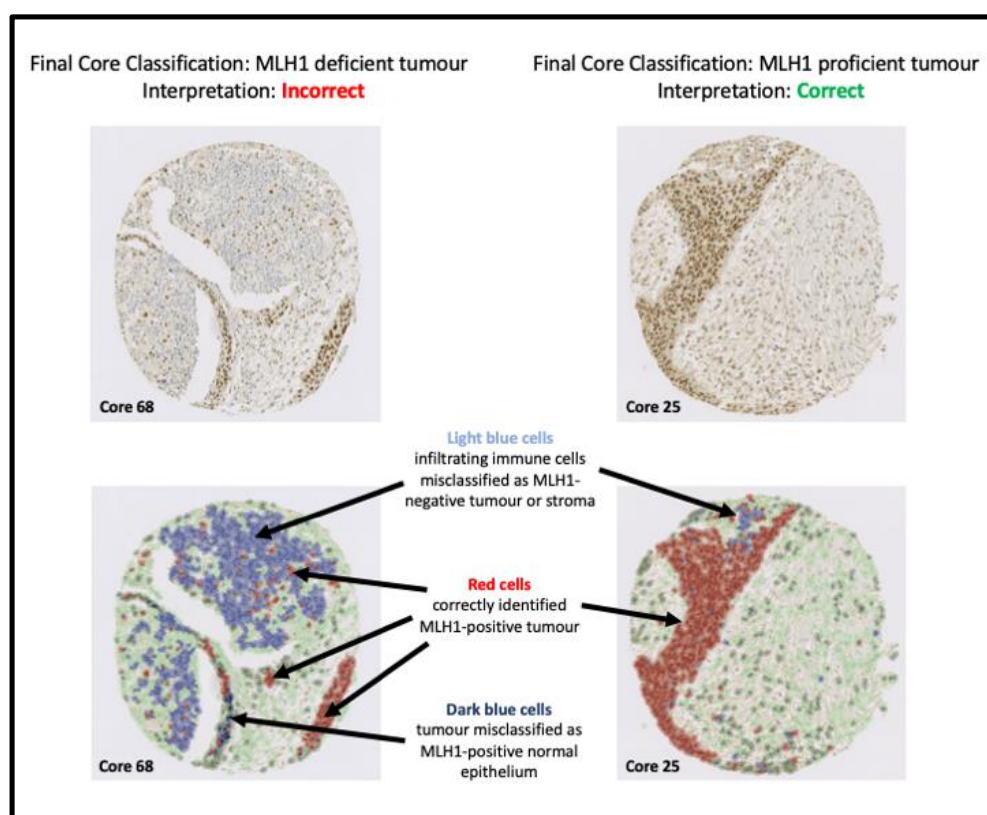 Final Core Classification: MLH1 deficient tumour
Interpretation: Incorrect
Final Core Classification: MLH1 proficient tumour
Interpretation: Correct
Core 68
Core 25
Light blue cells
infiltrating immune cells
misclassified as MLH1-
negative tumour or stroma
Red cells
correctly identified
MLH1-positive tumour
Dark blue cells
tumour misclassified as
MLH1-positive normal
epithelium
Core 68
Core 25